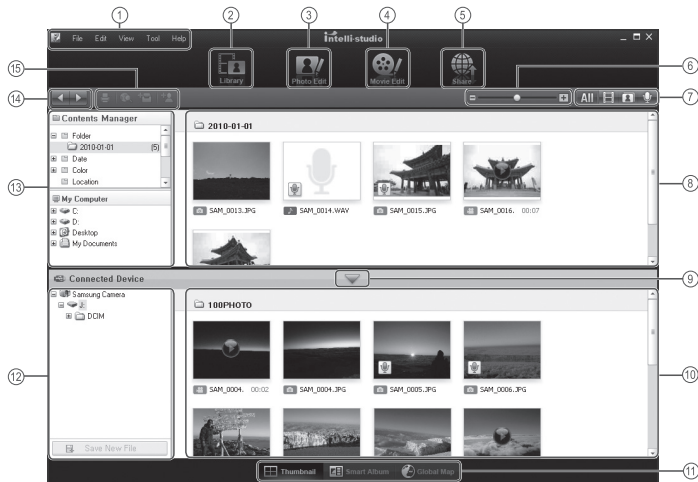 1 2 3 4 5
File Edit View Tool Help
intelli-studio
Library Photo Edit Movie Edit Share
15 6
14 All 7
Contents Manager
Folder
2010-01-01 (5)
Date
Color
Location
13
My Computer
C:
D:
Desktop
My Documents
2010-01-01
SAM_0013.JPG SAM_0014.WAV SAM_0015.JPG SAM_0016. 00:07
8
Connected Device
9
Samsung Camera
DCIM
12
Save New File
100PHOTO
SAM_0004. 00:02 SAM_0004.JPG SAM_0005.JPG SAM_0006.JPG
10
Thumbnail Smart Album Global Map
11